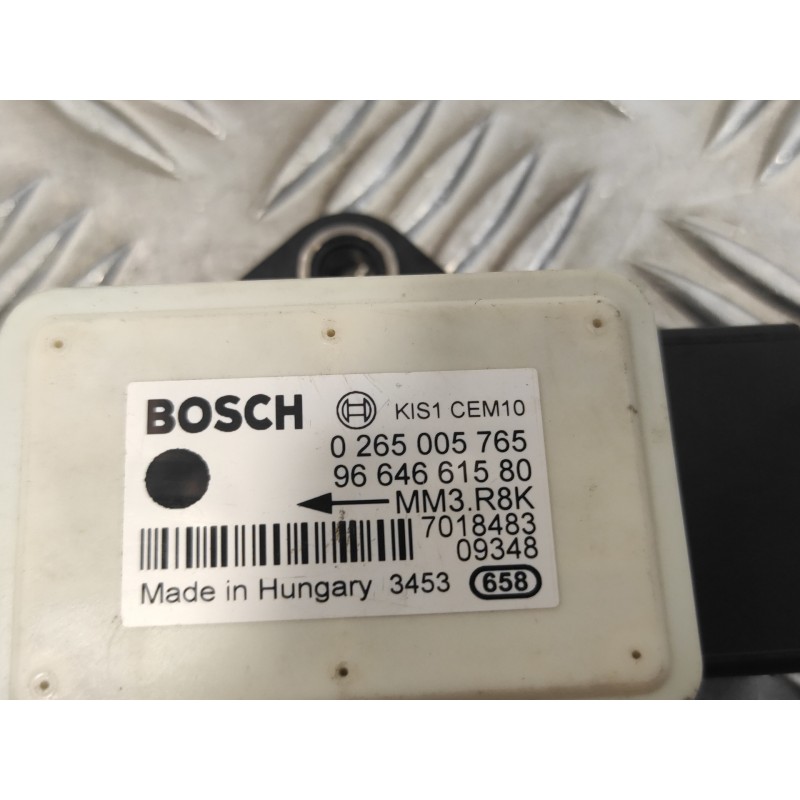 BOSCH KIS1 CEM10
0 265 005 765
96 646 615 80
MM3.R8K
7018483
09348
Made in Hungary 3453 658